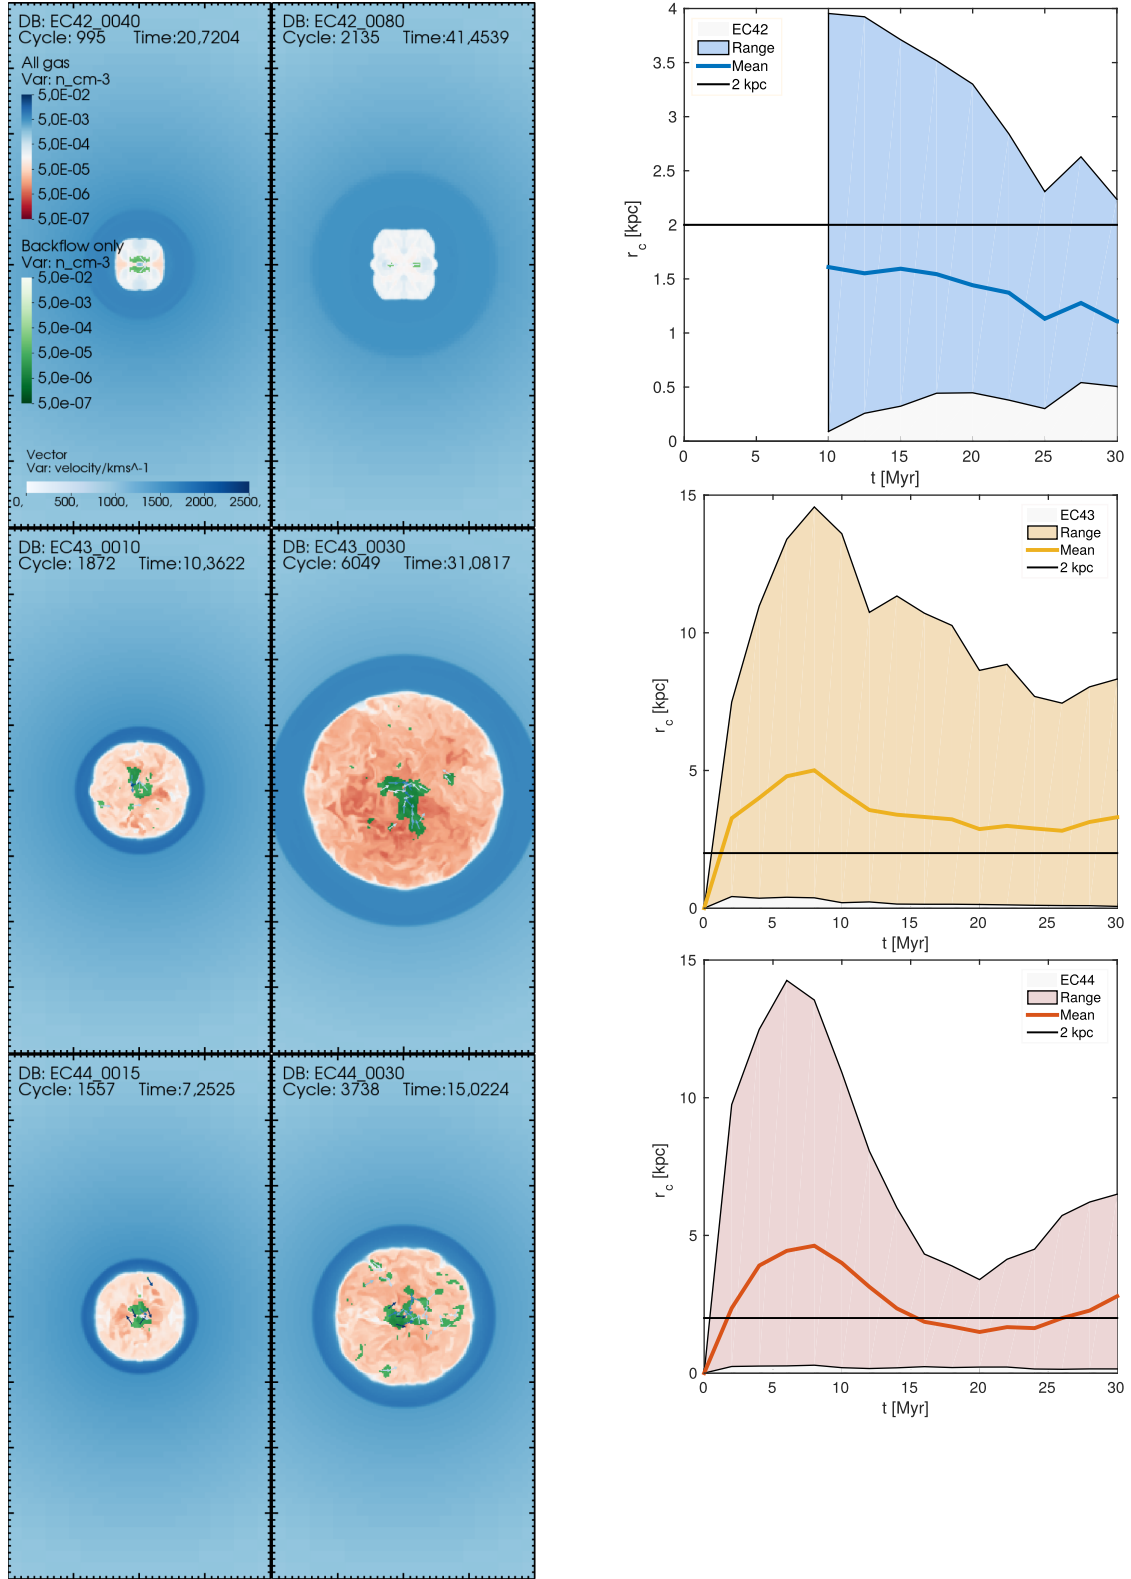 DB: EC42_0040
Cycle: 995 Time:20,7204
All gas
Var: n_cm-3
5,0E-02
5,0E-03
5,0E-04
5,0E-05
5,0E-06
5,0E-07
Backflow only
Var: n_cm-3
5,0e-02
5,0e-03
5,0e-04
5,0e-05
5,0e-06
5,0e-07
Vector
Var: velocity/kms^-1
0, 500, 1000, 1500, 2000, 2500,
DB: EC42_0080
Cycle: 2135 Time:41,4539
4
3.5
3
2.5
2
1.5
1
0.5
0
r c [kpc]
EC42
Range
Mean
2 kpc
0 5 10 15 20 25 30
t [Myr]
DB: EC43_0010
Cycle: 1872 Time:10,3622
DB: EC43_0030
Cycle: 6049 Time:31,0817
15
10
5
0
r c [kpc]
EC43
Range
Mean
2 kpc
0 5 10 15 20 25 30
t [Myr]
DB: EC44_0015
Cycle: 1557 Time:7,2525
DB: EC44_0030
Cycle: 3738 Time:15,0224
15
10
5
0
r c [kpc]
EC44
Range
Mean
2 kpc
0 5 10 15 20 25 30
t [Myr]